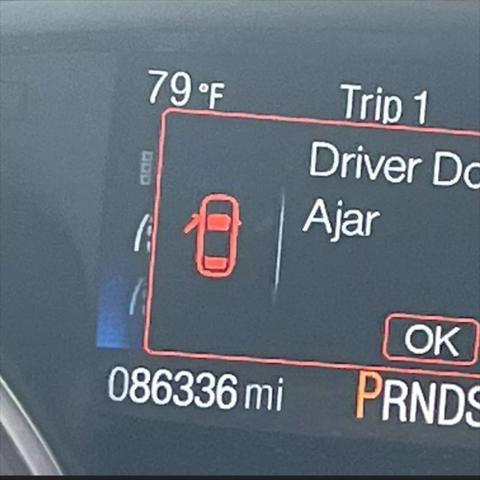 79°F Trip 1
Driver Do
Ajar
OK
086336 mi PRNDS